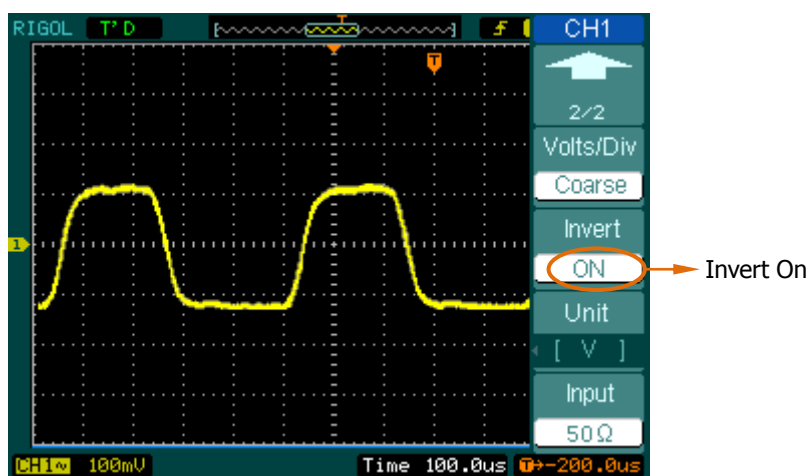 RIGOL T'D T f CH1
T
2/2
Volts/Div
Coarse
Invert
ON
Invert On
Unit
[ V ]
Input
50Ω
1
CH1~ 100mV Time 100.0us T→-200.0us